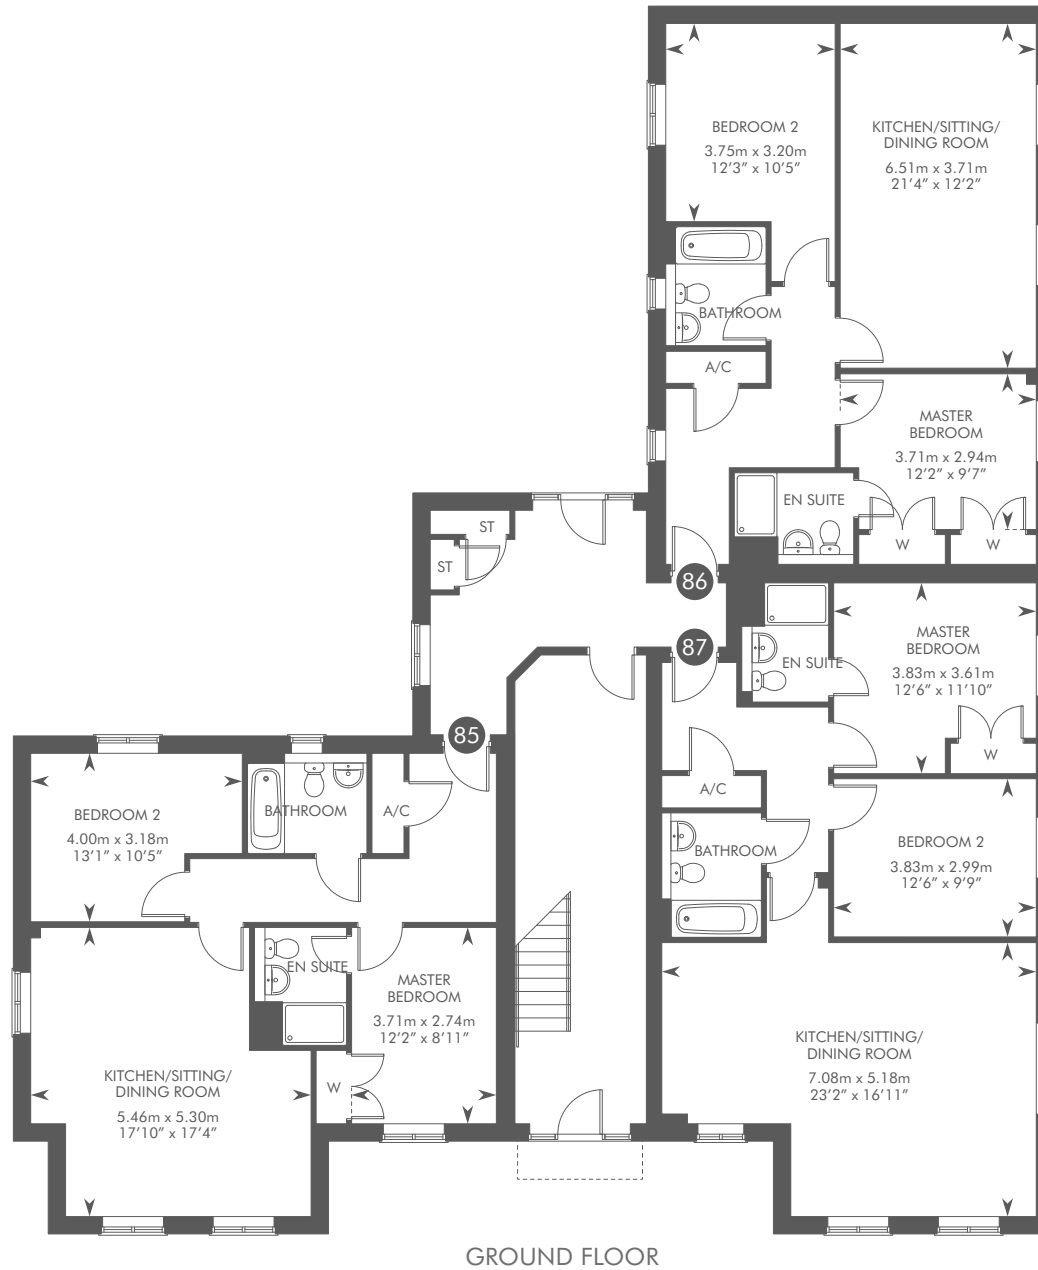 BEDROOM 2
3.75m x 3.20m
12’3” x 10’5”
KITCHEN/SITTING/
DINING ROOM
6.51m x 3.71m
21’4” x 12’2”
BATHROOM
A/C
MASTER
BEDROOM
3.71m x 2.94m
12’2” x 9’7”
EN SUITE
W
W
ST
ST
86
87
85
EN SUITE
MASTER
BEDROOM
3.83m x 3.61m
12’6” x 11’10”
W
A/C
BATHROOM
BEDROOM 2
3.83m x 2.99m
12’6” x 9’9”
KITCHEN/SITTING/
DINING ROOM
7.08m x 5.18m
23’2” x 16’11”
BEDROOM 2
4.00m x 3.18m
13’1” x 10’5”
BATHROOM
A/C
EN SUITE
MASTER
BEDROOM
3.71m x 2.74m
12’2” x 8’11”
W
KITCHEN/SITTING/
DINING ROOM
5.46m x 5.30m
17’10” x 17’4”
GROUND FLOOR